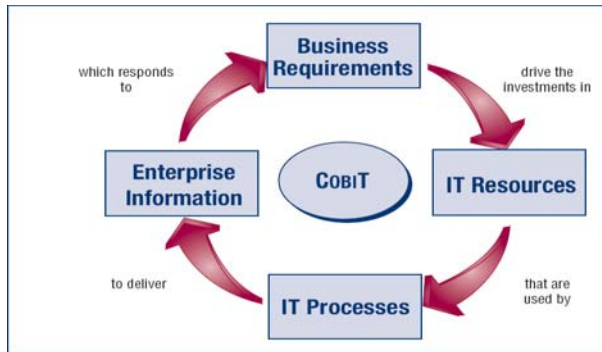 Business
Requirements
which responds
to
drive the
investments in
Enterprise
Information
COBIT
IT Resources
to deliver
that are
used by
IT Processes